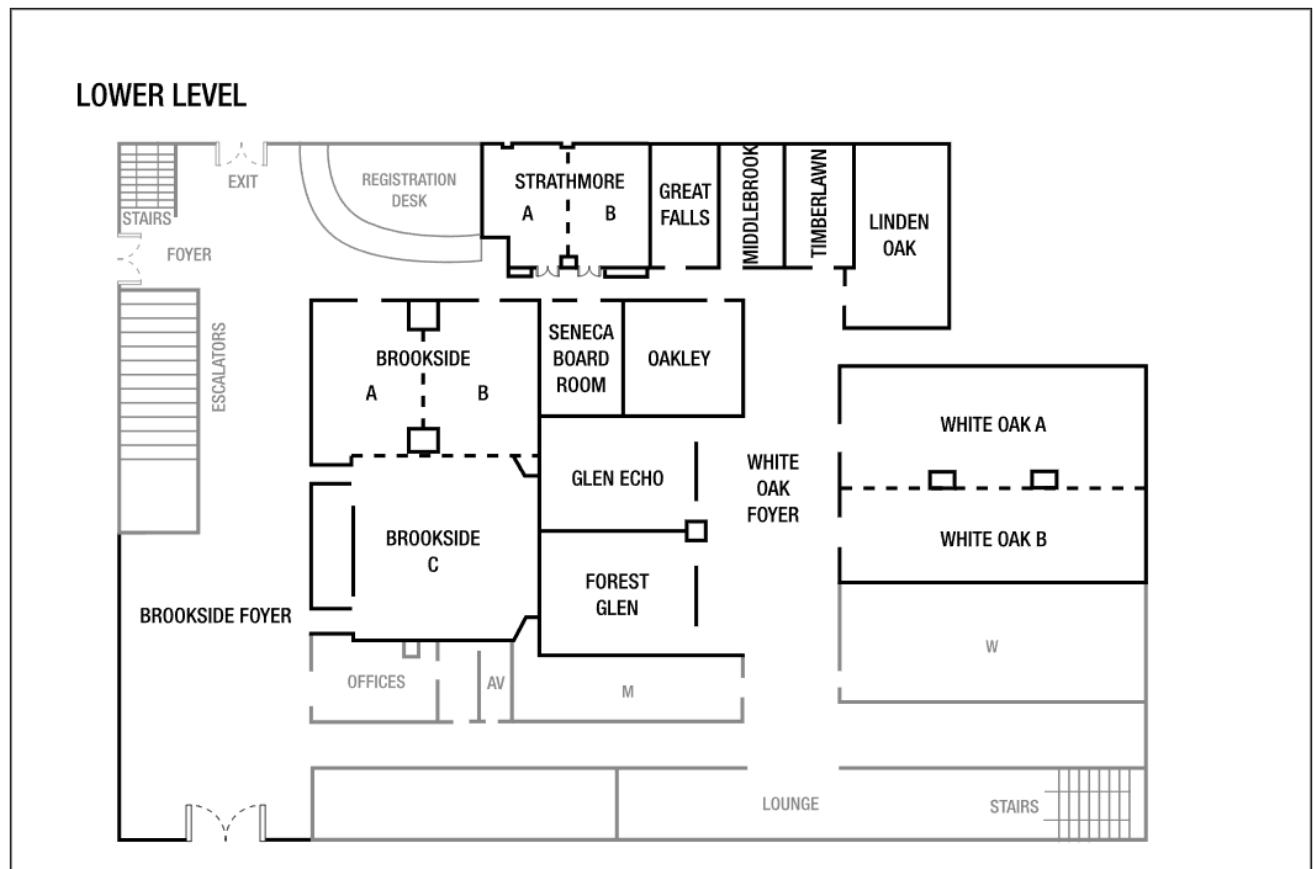 LOWER LEVEL
EXIT
STAIRS
FOYER
REGISTRATION
DESK
STRATHMORE
A
B
GREAT
FALLS
MIDDLEBROOK
TIMBERLAWN
LINDEN
OAK
ESCALATORS
BROOKSIDE
A
B
SENECA
BOARD
ROOM
OAKLEY
WHITE OAK A
GLEN ECHO
WHITE
OAK
FOYER
BROOKSIDE
C
WHITE OAK B
FOREST
GLEN
BROOKSIDE FOYER
OFFICES
AV
M
W
LOUNGE
STAIRS